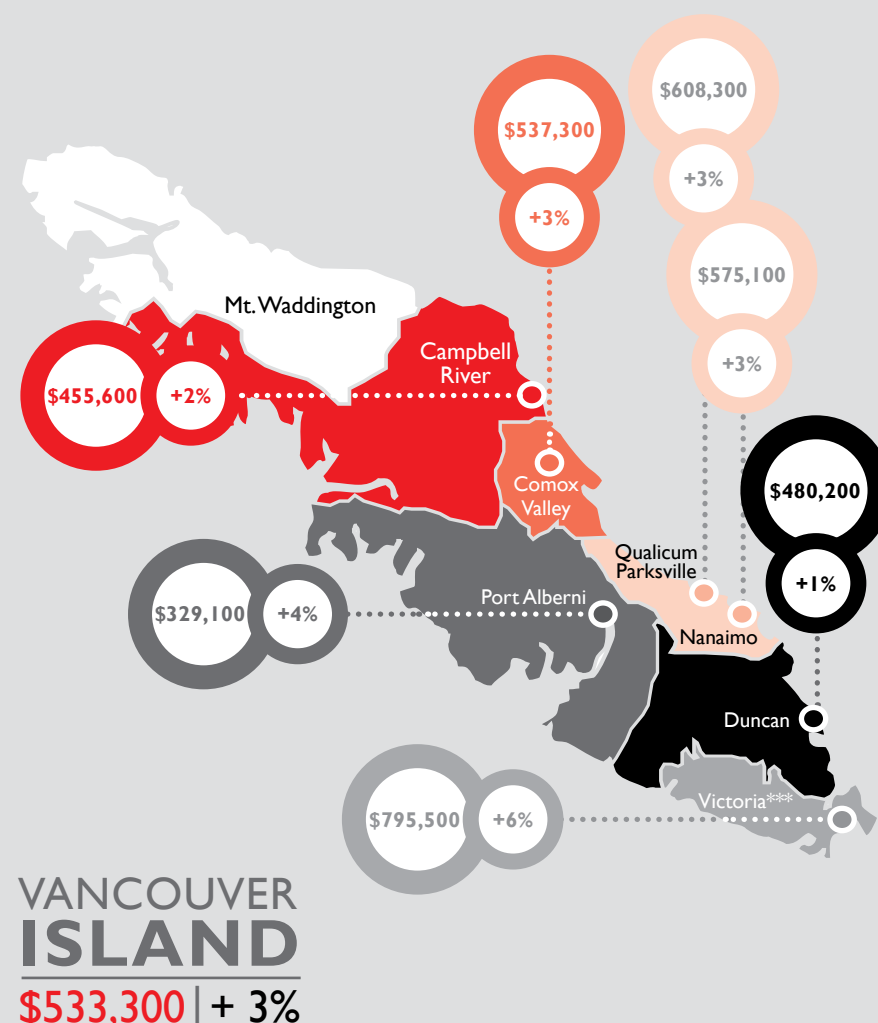 $608,300
+3%
$537,300
+3%
$575,100
+3%
Mt. Waddington
Campbell
River
$455,600
+2%
Comox
Valley
$480,200
+1%
Qualicum
Parksville
Port Alberni
$329,100
+4%
Nanaimo
Duncan
Victoria***
$795,500
+6%
VANCOUVER
ISLAND
$533,300 | + 3%